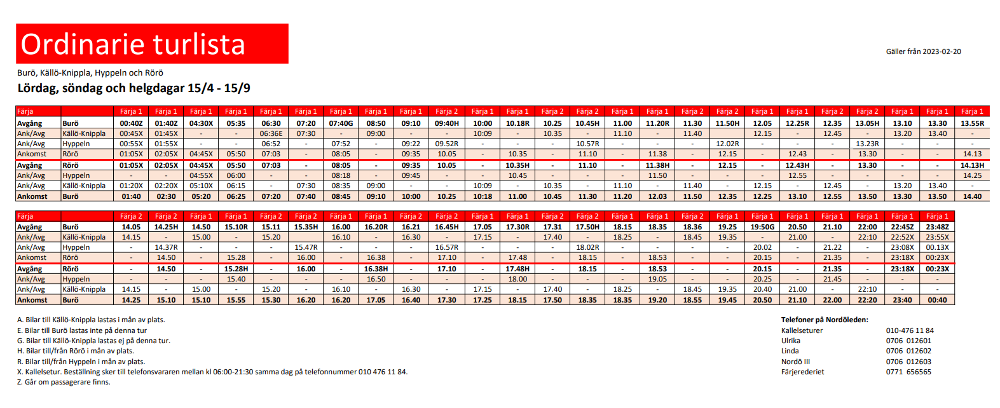 Ordinarie turlista
Gäller från 2023-02-20
Burö, Källö-Knippla, Hyppeln och Rörö
Lördag, söndag och helgdagar 15/4 - 15/9
Färja Färja 1 Färja 1 Färja 1 Färja 1 Färja 1 Färja 1 Färja 1 Färja 1 Färja 1 Färja 2 Färja 1 Färja 1 Färja 2 Färja 2 Färja 1 Färja 1 Färja 2 Färja 2 Färja 1 Färja 1 Färja 2 Färja 2 Färja 1 Färja 1 Färja 1
Avgång Burö 00:40Z 01:40Z 04:30X 05:35 06:30 07:20 07:40G 08:50 09:10 09:40H 10:00 10.18R 10.25 10.45H 11.00 11.20R 11.30 11.50H 12.05 12.25R 12.35 13.05H 13.10 13.30 13.55R
Ank/Avg Källö-Knippla 00:45X 01:45X - - 06:36E 07:30 - 09:00 - - 10:09 - 10.35 - 11.10 - 11.40 - 12.15 - 12.45 - 13.20 13.40 -
Ank/Avg Hyppeln 00:55X 01:55X - - 06:52 - 07:52 - 09:22 09.52R - - - 10.57R - - - 12.02R - - - 13.23R - - -
Ankomst Rörö 01:05X 02:05X 04:45X 05:50 07:03 - 08:05 - 09:35 10.05 - 10.35 - 11.10 - 11.38 - 12.15 - 12.43 - 13.30 - - 14.13
Avgång Rörö 01:05X 02:05X 04:45X 05:50 07:03 - 08:05 - 09:35 10.05 - 10.35H - 11.10 - 11.38H - 12.15 - 12.43H - 13.30 - - 14.13H
Ank/Avg Hyppeln - - 04:55X 06:00 - - 08:18 - 09:45 - - 10.45 - - - 11.50 - - - 12.55 - - - - 14.25
Ank/Avg Källö-Knippla 01:20X 02:20X 05:10X 06:15 - 07:30 08:35 09:00 - - 10:09 - 10.35 - 11.10 - 11.40 - 12.15 - 12.45 - 13.20 13.40 -
Ankomst Burö 01:40 02:30 05:20 06:25 07:20 07:40 08:45 09:10 10:00 10.25 10:18 11.00 10.45 11.30 11.20 12.03 11.50 12.35 12.25 13.10 12.55 13.50 13.30 13.50 14.40
Färja Färja 2 Färja 2 Färja 1 Färja 1 Färja 2 Färja 2 Färja 1 Färja 1 Färja 2 Färja 2 Färja 1 Färja 1 Färja 2 Färja 2 Färja 1 Färja 1 Färja 2 Färja 1 Färja 1 Färja 1 Färja 1 Färja 1 Färja 1 Färja 1
Avgång Burö 14.05 14.25H 14.50 15.10R 15.11 15.35H 16.00 16.20R 16.21 16.45H 17.05 17.30R 17.31 17.50H 18.15 18.35 18.36 19.25 19:50G 20.50 21.10 22:00 22:45Z 23:48Z
Ank/Avg Källö-Knippla 14.15 - 15.00 - 15.20 - 16.10 - 16.30 - 17.15 - 17.40 - 18.25 - 18.45 19.35 - 21.00 - 22:10 22:52X 23:55X
Ank/Avg Hyppeln - 14.37R - - - 15.47R - - - 16.57R - - - 18.02R - - - - 20.02 - 21.22 - 23:08X 00.13X
Ankomst Rörö - 14.50 - 15.28 - 16.00 - 16.38 - 17.10 - 17.48 - 18.15 - 18.53 - - 20.15 - 21.35 - 23:18X 00:23X
Avgång Rörö - 14.50 - 15.28H - 16.00 - 16.38H - 17.10 - 17.48H - 18.15 - 18.53 - - 20.15 - 21.35 - 23:18X 00:23X
Ank/Avg Hyppeln - - - 15.40 - - - 16.50 - - - 18.00 - - - 19.05 - - 20.25 - 21.45 - - -
Ank/Avg Källö-Knippla 14.15 - 15.00 - 15.20 - 16.10 - 16.30 - 17.15 - 17.40 - 18.25 - 18.45 19.35 20.40 21.00 - 22:10 - -
Ankomst Burö 14.25 15.10 15.10 15.55 15.30 16.20 16.20 17.05 16.40 17.30 17.25 18.15 17.50 18.35 18.35 19.20 18.55 19.45 20.50 21.10 22.00 22:20 23:40 00:40
A. Bilar till Källö-Knippla lastas i mån av plats.
E. Bilar till Burö lastas inte på denna tur
G. Bilar till Källö-Knippla lastas ej på denna tur.
H. Bilar till/från Rörö i mån av plats.
R. Bilar till/från Hyppeln i mån av plats.
X. Kallelsetur. Beställning sker till telefonsvararen mellan kl 06:00-21:30 samma dag på telefonnummer 010 476 11 84.
Z. Går om passagerare finns.
Telefoner på Nordöleden:
Kallelseturer 010-476 11 84
Ulrika 0706 012601
Linda 0706 012602
Nordö III 0706 012603
Färjerederiet 0771 656565